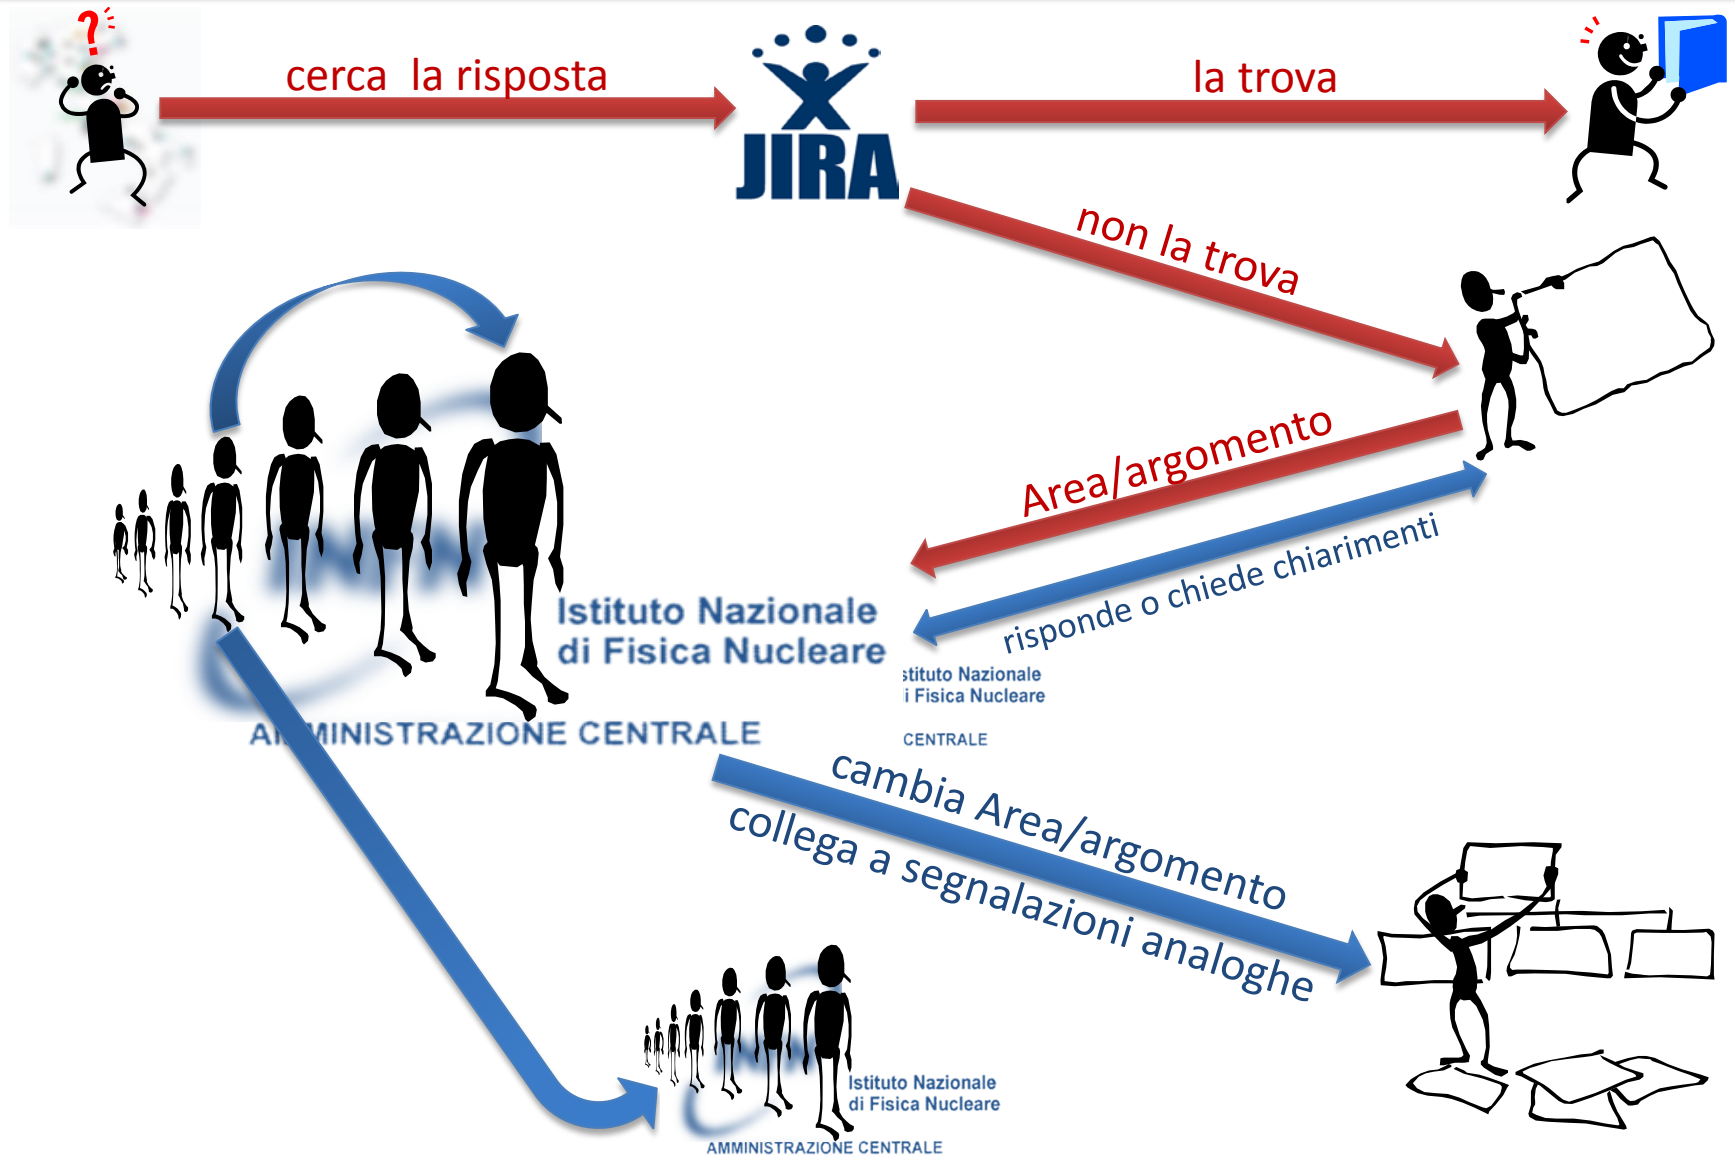 ?
cerca la risposta
JIRA
la trova
non la trova
Area/argomento
risponde o chiede chiarimenti
INFN
Istituto Nazionale
di Fisica Nucleare
AMMINISTRAZIONE CENTRALE
stituto Nazionale
i Fisica Nucleare
CENTRALE
cambia Area/argomento
collega a segnalazioni analoghe
Istituto Nazionale
di Fisica Nucleare
AMMINISTRAZIONE CENTRALE